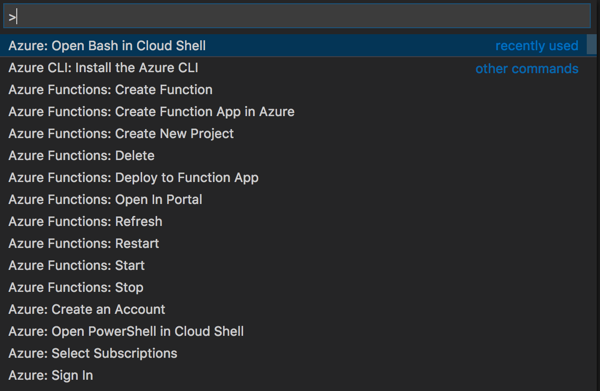 >
Azure: Open Bash in Cloud Shell recently used
Azure CLI: Install the Azure CLI other commands
Azure Functions: Create Function
Azure Functions: Create Function App in Azure
Azure Functions: Create New Project
Azure Functions: Delete
Azure Functions: Deploy to Function App
Azure Functions: Open In Portal
Azure Functions: Refresh
Azure Functions: Restart
Azure Functions: Start
Azure Functions: Stop
Azure: Create an Account
Azure: Open PowerShell in Cloud Shell
Azure: Select Subscriptions
Azure: Sign In